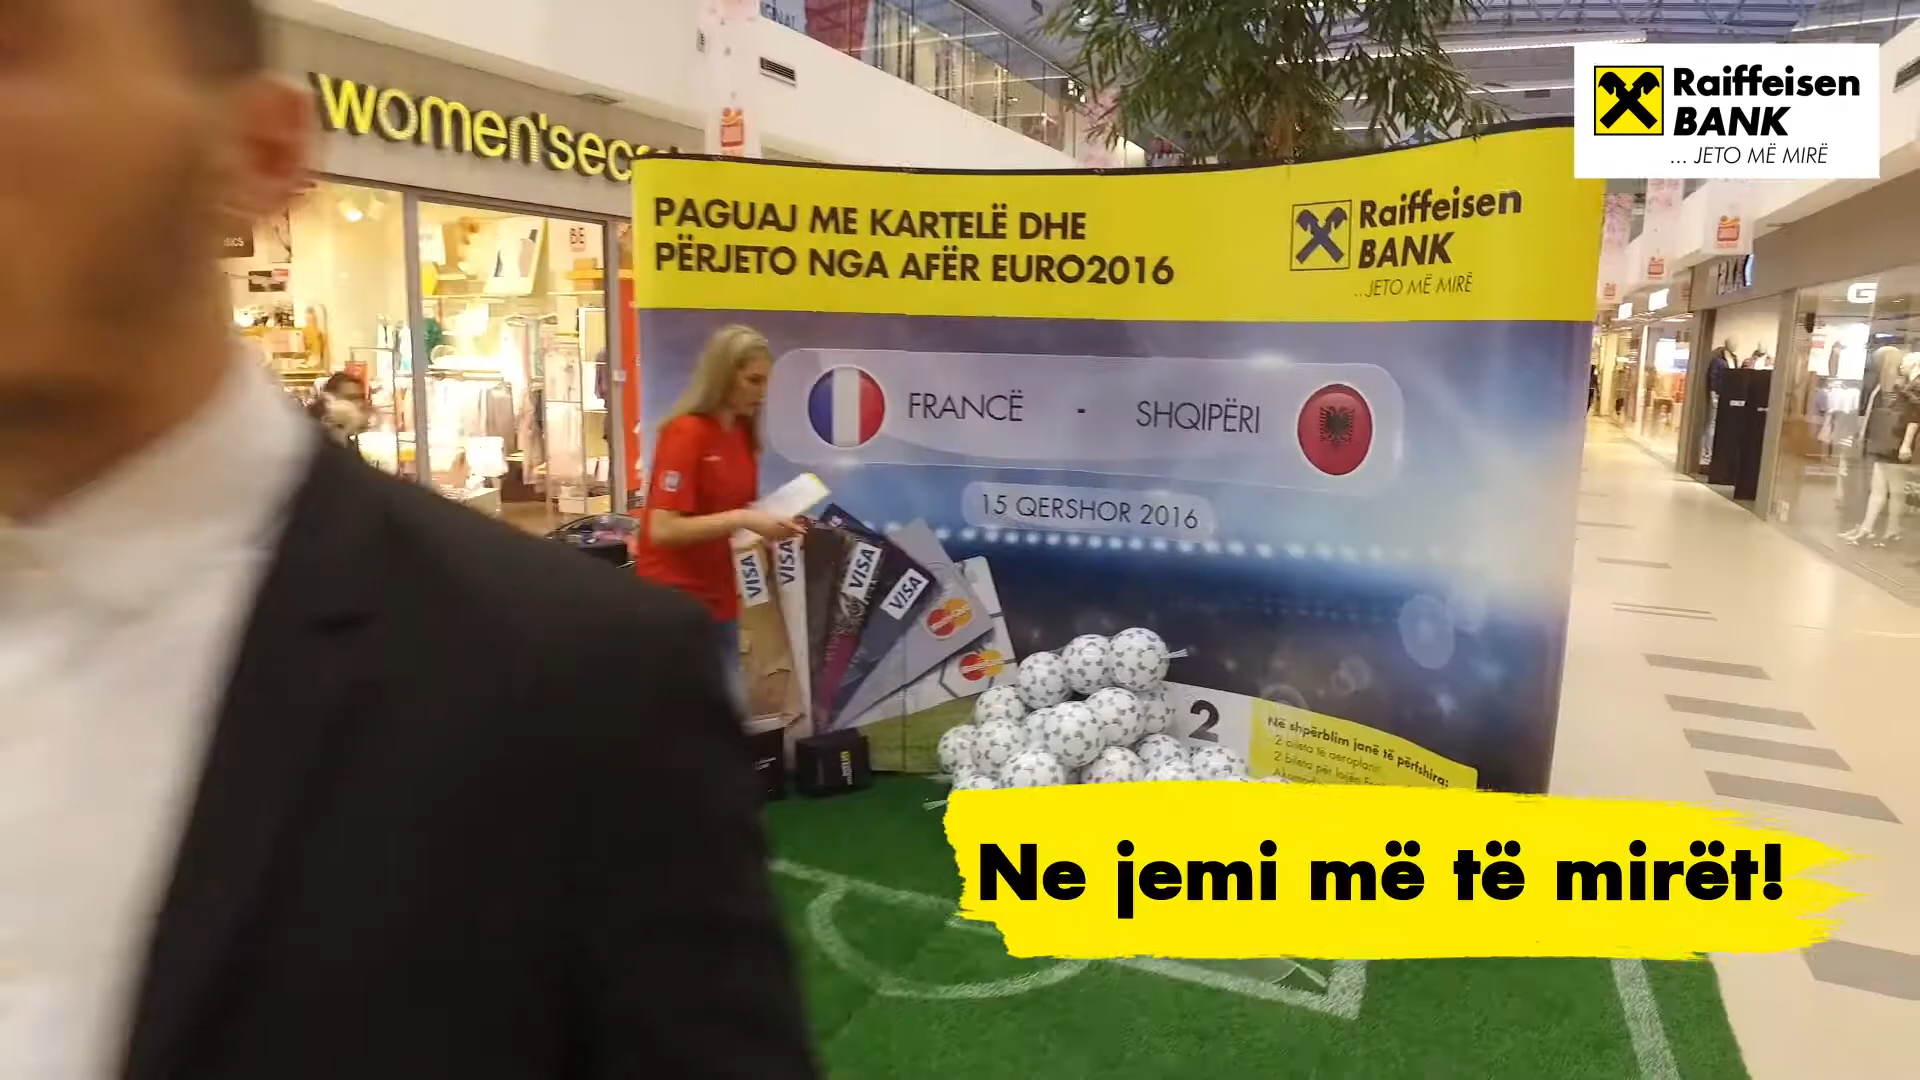 women'sec
Raiffeisen
BANK
... JETO MË MIRË
PAGUAJ ME KARTELË DHE
PËRJETO NGA AFËR EURO2016
Raiffeisen
BANK
...JETO MË MIRË
BE
FRANCË - SHQIPËRI
15 QERSHOR 2016
VISA
VISA
VISA
VISA
2
Në shpërblim janë të përfshira:
2 bileta të aeroplanit
2 bileta për lojën
Ne jemi më të mirët!